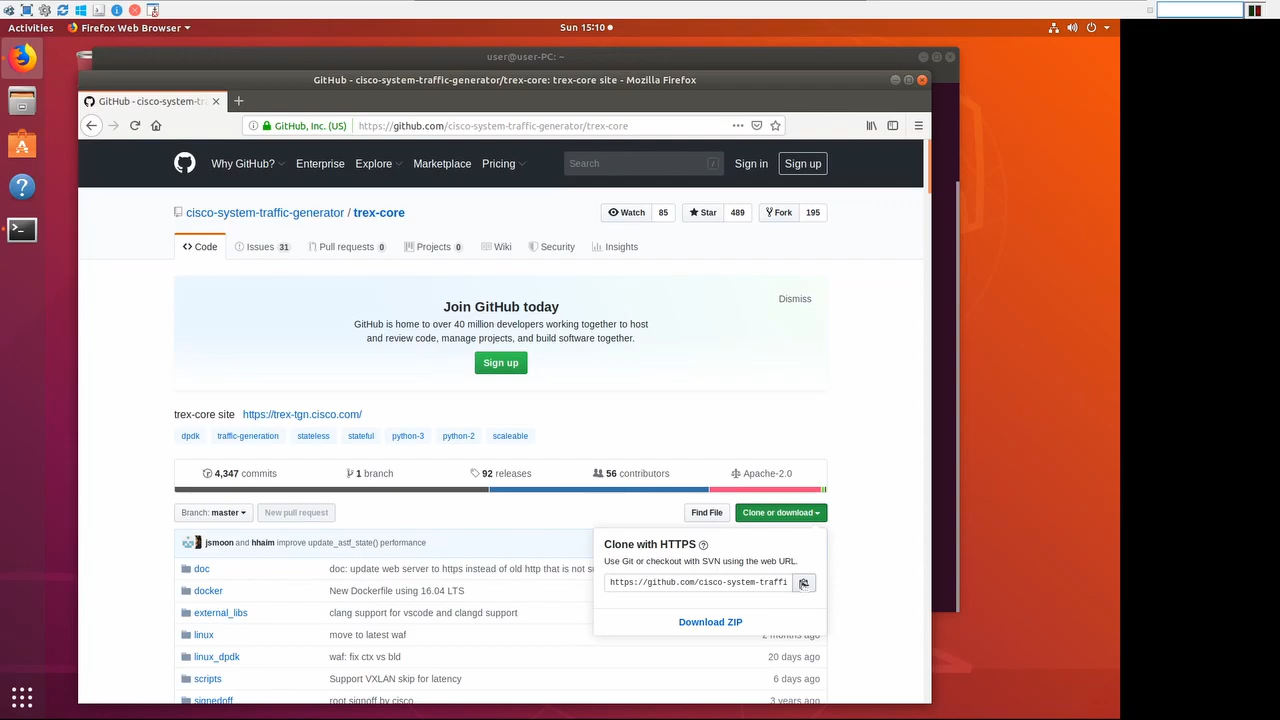 Activities
Firefox Web Browser
Sun 15:10
user@user-PC: ~
GitHub - cisco-system-traffic-generator/trex-core: trex-core site - Mozilla Firefox
GitHub - cisco-system-tr
GitHub, Inc. (US)
https://github.com/cisco-system-traffic-generator/trex-core
Why GitHub? Enterprise Explore Marketplace Pricing
Search
/
Sign in
Sign up
cisco-system-traffic-generator / trex-core
Watch 85
Star 489
Fork 195
Code
Issues 31
Pull requests 0
Projects 0
Wiki
Security
Insights
Join GitHub today
Dismiss
GitHub is home to over 40 million developers working together to host
and review code, manage projects, and build software together.
Sign up
trex-core site https://trex-tgn.cisco.com/
dpdk traffic-generation stateless stateful python-3 python-2 scaleable
4,347 commits
1 branch
92 releases
56 contributors
Apache-2.0
Branch: master
New pull request
Find File
Clone or download
jsmoon and hhaim improve update_astf_state() performance
Clone with HTTPS
Use Git or checkout with SVN using the web URL.
https://github.com/cisco-system-traffi
Download ZIP
doc doc: update web server to https instead of old http that is not su
docker New Dockerfile using 16.04 LTS
external_libs clang support for vscode and clangd support
linux move to latest waf 2 months ago
linux_dpdk waf: fix ctx vs bld 20 days ago
scripts Support VXLAN skip for latency 6 days ago
signedoff root signoff by cisco. 3 years ago